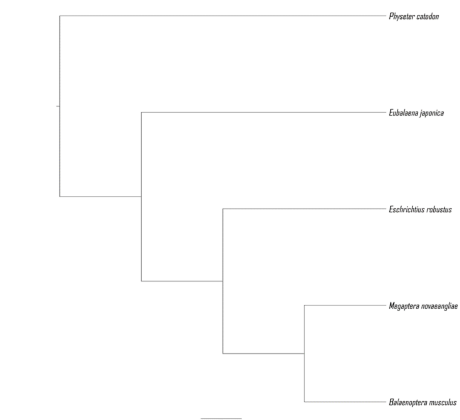 Physeter catodon
Eubalaena japonica
Eschrichtius robustus
Megaptera novaeangliae
Balaenoptera musculus